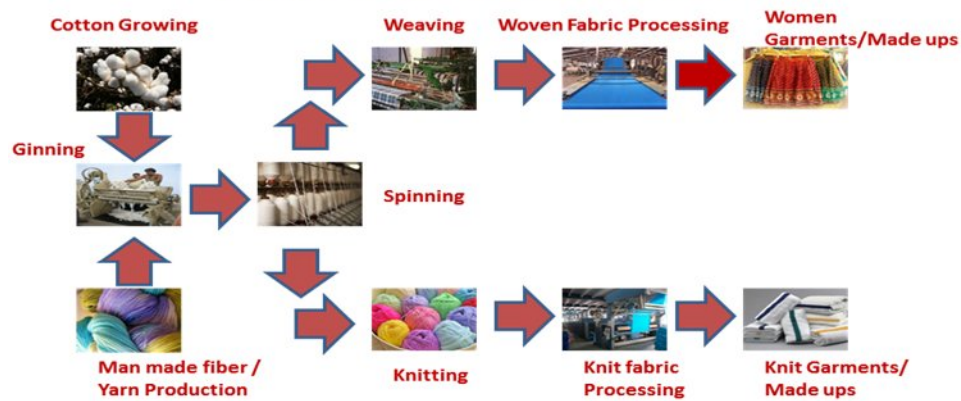 Cotton Growing
Weaving
Woven Fabric Processing
Women
Garments/Made ups
Ginning
Spinning
Man made fiber /
Yarn Production
Knitting
Knit fabric
Processing
Knit Garments/
Made ups